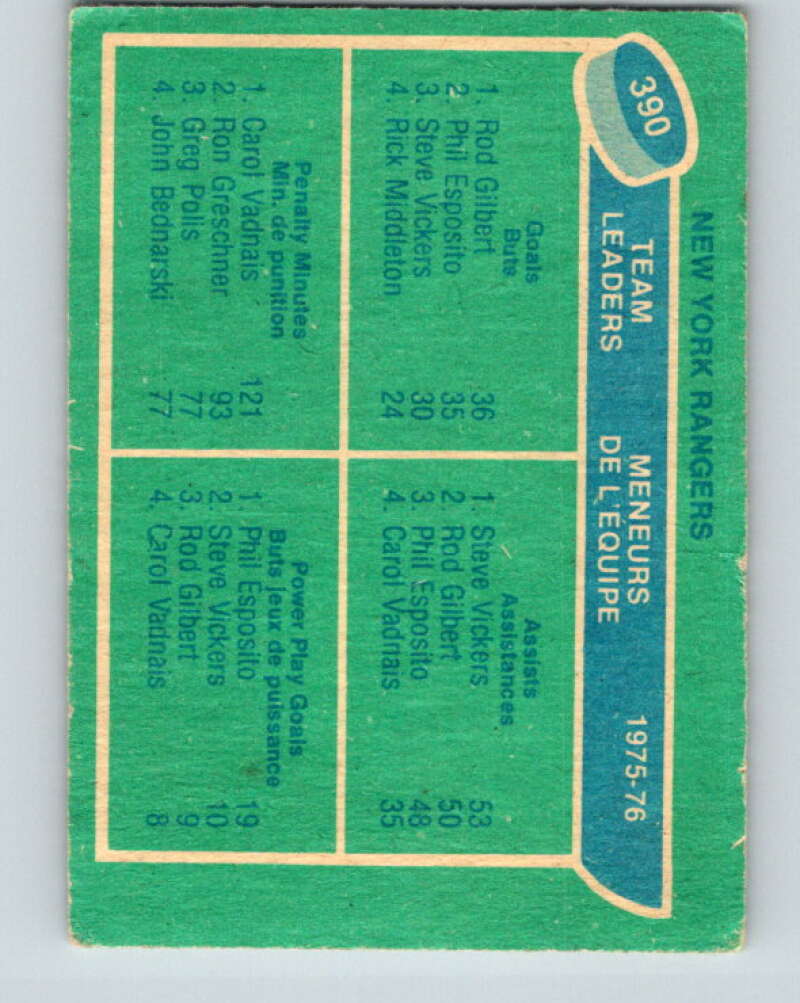 NEW YORK RANGERS
390
TEAM LEADERS
MENEURS DE L'ÉQUIPE
1975-76
Goals
Buts
1. Rod Gilbert 36
2. Phil Esposito 35
3. Steve Vickers 30
4. Rick Middleton 24
Assists
Assistances
1. Steve Vickers 53
2. Rod Gilbert 50
3. Phil Esposito 48
4. Carol Vadnais 35
Penalty Minutes/
Min. de punition
1. Carol Vadnais 121
2. Ron Greschner 93
3. Greg Polis 77
4. John Bednarski 77
Power Play Goals
Buts jeux de puissance
1. Phil Esposito 19
2. Steve Vickers 10
3. Rod Gilbert 9
4. Carol Vadnais 8